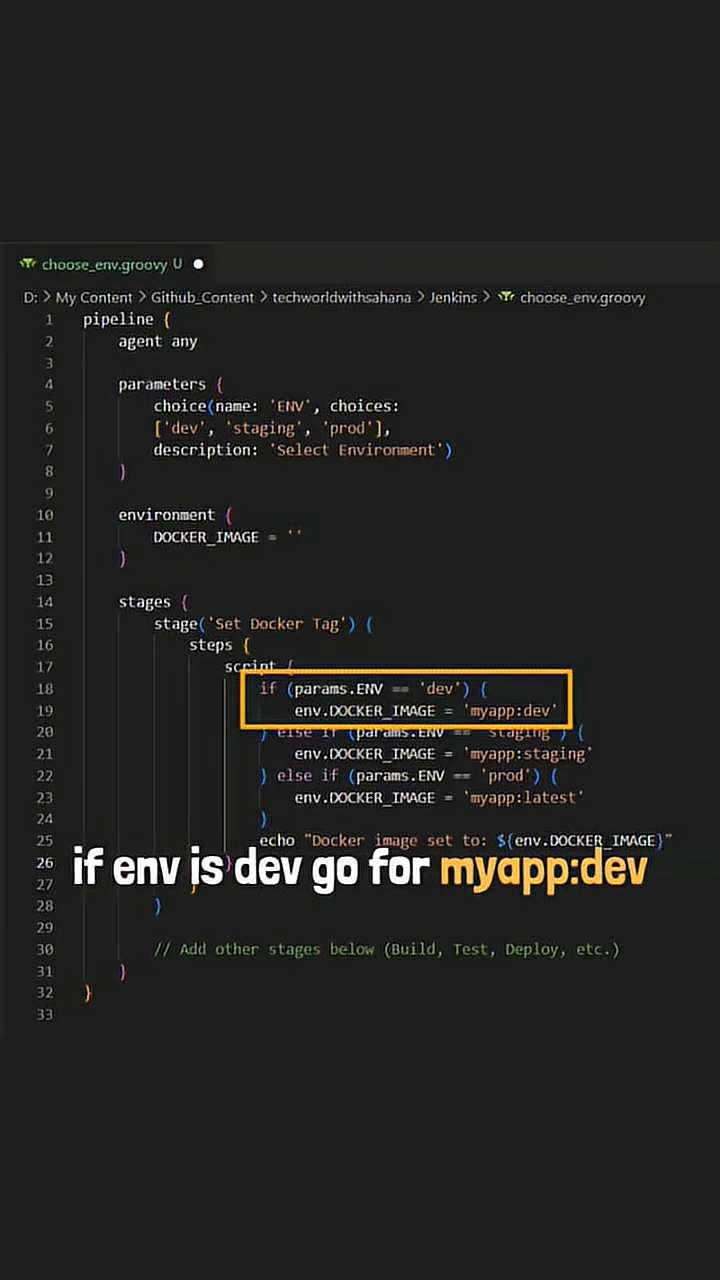 choose_env.groovy U
D: > My Content > Github_Content > techworldwithsahana > Jenkins > choose_env.groovy
1 pipeline {
2 agent any
3
4 parameters {
5 choice(name: 'ENV', choices:
6 ['dev', 'staging', 'prod'],
7 description: 'Select Environment')
8 }
9
10 environment {
11 DOCKER_IMAGE = ''
12 }
13
14 stages {
15 stage('Set Docker Tag') {
16 steps {
17 script {
18 if (params.ENV == 'dev') {
19 env.DOCKER_IMAGE = 'myapp:dev'
20 } else if (params.ENV == 'staging') {
21 env.DOCKER_IMAGE = 'myapp:staging'
22 } else if (params.ENV == 'prod') {
23 env.DOCKER_IMAGE = 'myapp:latest'
24 }
25 echo "Docker image set to: ${env.DOCKER_IMAGE}"
26 }
if env is dev go for myapp:dev
27 }
28 }
29
30 // Add other stages below (Build, Test, Deploy, etc.)
31 }
32 }
33